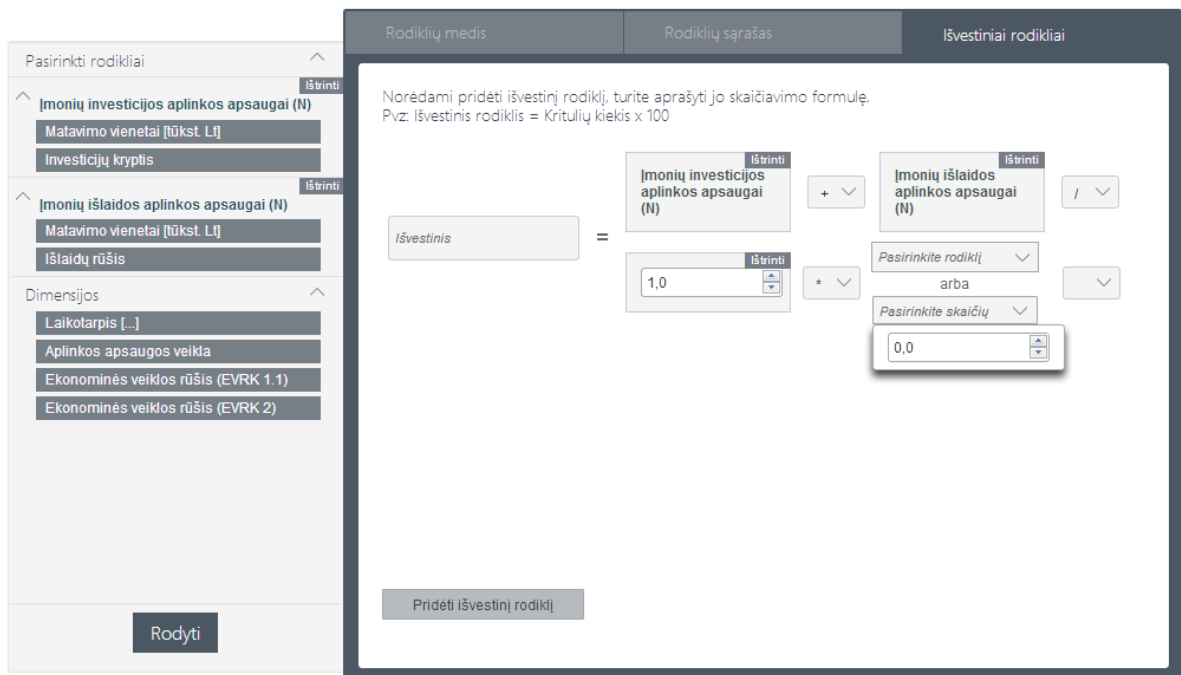 Pasirinkti rodikliai
Ištrinti
Įmonių investicijos aplinkos apsaugai (N)
Matavimo vienetai [tūkst. Lt]
Investicijų kryptis
Ištrinti
Įmonių išlaidos aplinkos apsaugai (N)
Matavimo vienetai [tūkst. Lt]
Išlaidų rūšis
Dimensijos
Laikotarpis [...]
Aplinkos apsaugos veikla
Ekonominės veiklos rūšis (EVRK 1.1)
Ekonominės veiklos rūšis (EVRK 2)
Rodyti
Rodiklių medis
Rodiklių sąrašas
Išvestiniai rodikliai
Norėdami pridėti išvestinį rodiklį, turite aprašyti jo skaičiavimo formulę,
Pvz: Išvestinis rodiklis = Kritulių kiekis x 100
Išvestinis
=
Ištrinti
Įmonių investicijos
aplinkos apsaugai
(N)
+
Ištrinti
Įmonių išlaidos
aplinkos apsaugai
(N)
/
Ištrinti
1,0
*
Pasirinkite rodiklį
arba
Pasirinkite skaičių
0,0
Pridėti išvestinį rodiklį